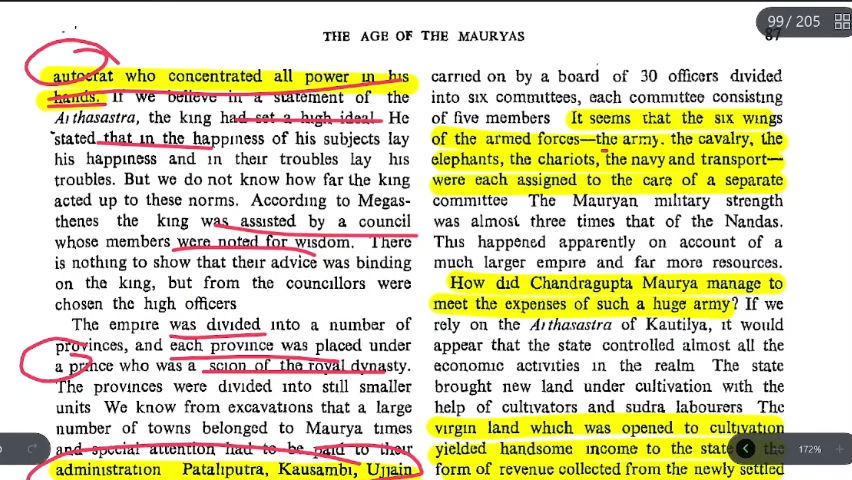 99 / 205
THE AGE OF THE MAURYAS
87
autocrat who concentrated all power in his
hands. If we believe in a statement of the
Arthasastra, the king had set a high ideal He
stated that in the happiness of his subjects lay
his happiness and in their troubles lay his
troubles. But we do not know how far the king
acted up to these norms. According to Megas-
thenes the king was assisted by a council
whose members were noted for wisdom. There
is nothing to show that their advice was binding
on the king, but from the councillors were
chosen the high officers
The empire was divided into a number of
provinces, and each province was placed under
a prince who was a scion of the royal dynasty.
The provinces were divided into still smaller
units We know from excavations that a large
number of towns belonged to Maurya times
and special attention had to be paid to their
administration Pataliputra, Kausambi, Ujjain
carried on by a board of 30 officers divided
into six committees, each committee consisting
of five members It seems that the six wings
of the armed forces—the army. the cavalry, the
elephants, the chariots, the navy and transport—
were each assigned to the care of a separate
committee The Mauryan military strength
was almost three times that of the Nandas.
This happened apparently on account of a
much larger empire and far more resources.
How did Chandragupta Maurya manage to
meet the expenses of such a huge army? If we
rely on the Arthasastra of Kautilya, it would
appear that the state controlled almost all the
economic activities in the realm The state
brought new land under cultivation with the
help of cultivators and sudra labourers The
virgin land which was opened to cultivation
yielded handsome income to the state the
form of revenue collected from the newly settled
172%